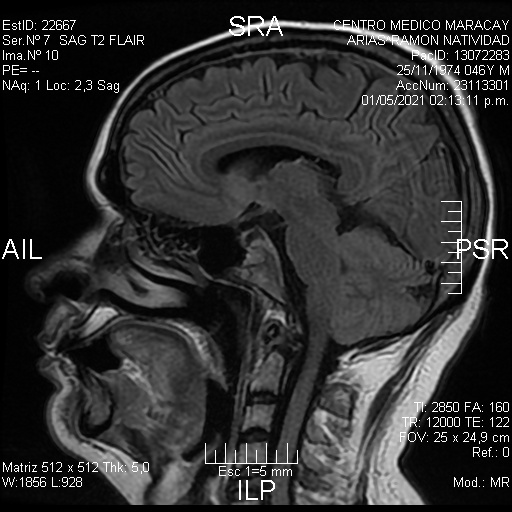 EstID: 22667
Ser.Nº 7 SAG T2 FLAIR
Ima.Nº 10
PE= --
NAq: 1 Loc: 2,3 Sag
SRA
CENTRO MEDICO MARACAY
ARIAS^RAMON NATIVIDAD
PacID: 13072283
25/11/1974 046Y M
AccNum: 23113301
01/05/2021 02:13:11 p.m.
AIL
PSR
TI: 2850 FA: 160
TR: 12000 TE: 122
FOV: 25 x 24,9 cm
Ref.: 0
Matriz 512 x 512 Thk: 5,0
W:1856 L:928
Esc 1=5 mm
ILP
Mod.: MR